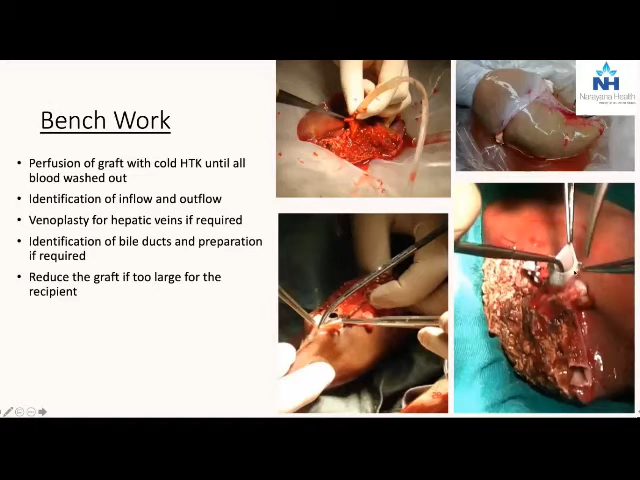 Bench Work
• Perfusion of graft with cold HTK until all
blood washed out
• Identification of inflow and outflow
• Venoplasty for hepatic veins if required
• Identification of bile ducts and preparation
if required
• Reduce the graft if too large for the
recipient
NH
Narayana Health
20